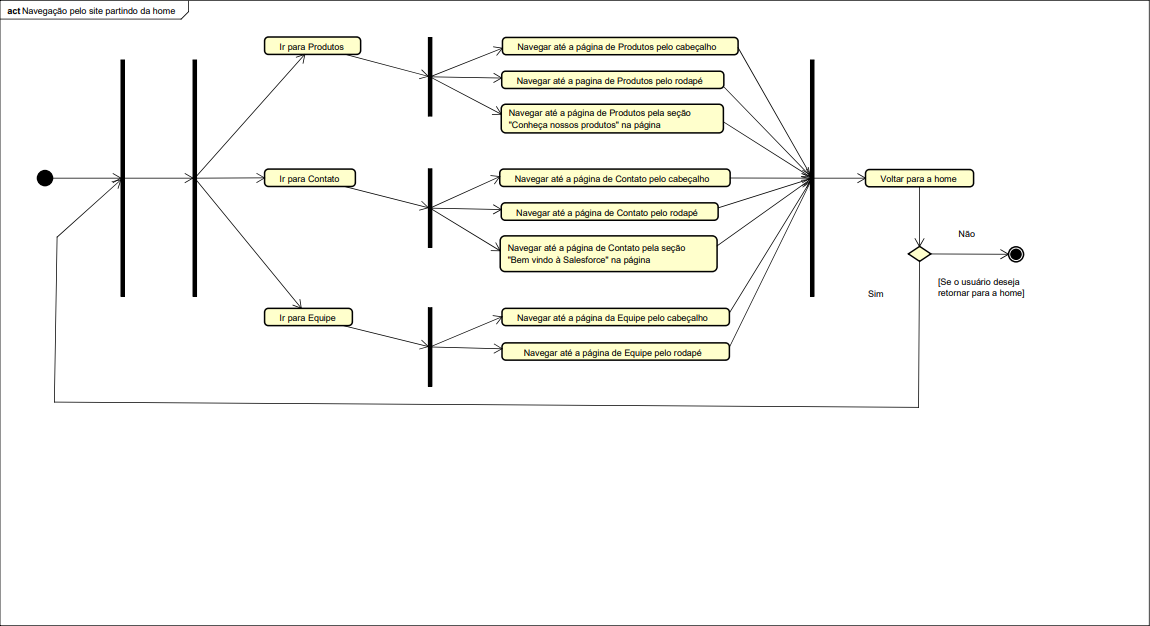 act Navegação pelo site partindo da home
Ir para Produtos
Navegar até a página de Produtos pelo cabeçalho
Navegar até a pagina de Produtos pelo rodapé
Navegar até a página de Produtos pela seção
"Conheça nossos produtos" na página
Ir para Contato
Navegar até a página de Contato pelo cabeçalho
Navegar até a página de Contato pelo rodapé
Navegar até a página de Contato pela seção
"Bem vindo à Salesforce" na página
Ir para Equipe
Navegar até a página da Equipe pelo cabeçalho
Navegar até a página de Equipe pelo rodapé
Voltar para a home
Não
[Se o usuário deseja
retornar para a home]
Sim